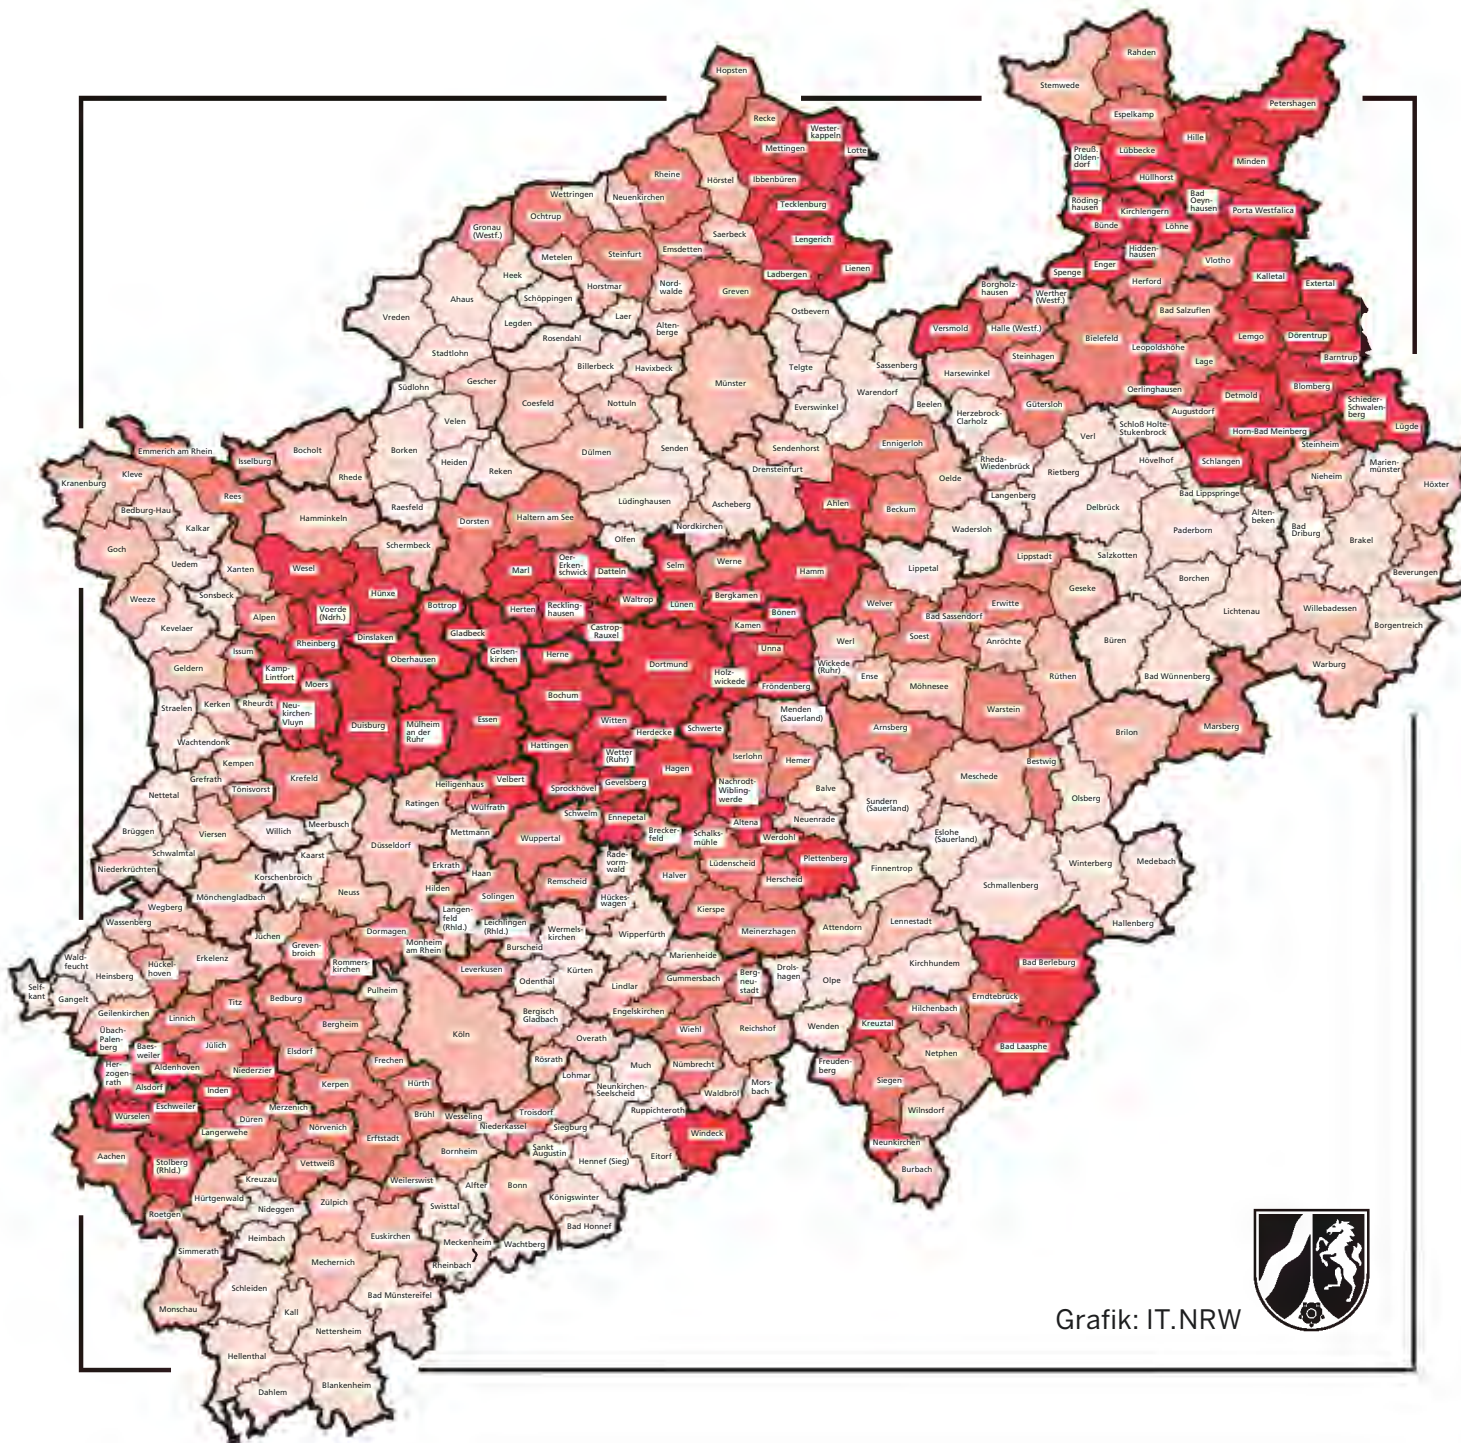 Rahden
Hopsten
Stemwede
Petershagen
Espelkamp
Recke
Wester-
kappeln
Hille
Mettingen
Lotte
Preuß.
Olden-
dorf
Lübbecke
Minden
Rheine
Hörstel
Ibbenbüren
Hüllhorst
Wettringen
Neuenkirchen
Tecklenburg
Röding-
hausen
Kirchlengern
Bad
Oeyn-
hausen
Porta Westfalica
Ochtrup
Bünde
Löhne
Gronau
(Westf.)
Saerbeck
Lengerich
Metelen
Steinfurt
Emsdetten
Hidden-
hausen
Vlotho
Enger
Spenge
Heek
Ladbergen
Lienen
Kalletal
Extertal
Herford
Ahaus
Schöppingen
Horstmar
Nord-
walde
Greven
Borgholz-
hausen
Werther
(Westf.)
Vreden
Legden
Laer
Alten-
berge
Ostbevern
Bad Salzuflen
Versmold
Halle (Westf.)
Bielefeld
Rosendahl
Leopoldshöhe
Lemgo
Dörentrup
Stadtlohn
Billerbeck
Havixbeck
Telgte
Sassenberg
Steinhagen
Lage
Barntrup
Südlohn
Gescher
Münster
Harsewinkel
Oerlinghausen
Blomberg
Coesfeld
Nottuln
Everswinkel
Warendorf
Beelen
Gütersloh
Detmold
Schieder-
Schwalen-
berg
Augustdorf
Velen
Herzebrock-
Clarholz
Schloß Holte-
Stukenbrock
Lügde
Verl
Horn-Bad Meinberg
Emmerich am Rhein
Isselburg
Bocholt
Borken
Heiden
Dülmen
Senden
Sendenhorst
Ennigerloh
Steinheim
Kranenburg
Kleve
Rhede
Reken
Drensteinfurt
Rheda-
Wiedenbrück
Rietberg
Hövelhof
Schlangen
Marien-
münster
Nieheim
Höxter
Oelde
Rees
Bedburg-Hau
Raesfeld
Lüdinghausen
Ascheberg
Ahlen
Beckum
Langenberg
Delbrück
Bad Lippspringe
Kalkar
Hamminkeln
Dorsten
Haltern am See
Nordkirchen
Wadersloh
Paderborn
Alten-
beken
Bad
Driburg
Goch
Schermbeck
Olfen
Brakel
Uedem
Xanten
Wesel
Marl
Oer-
Erken-
schwick
Datteln
Selm
Werne
Hamm
Lippetal
Lippstadt
Salzkotten
Borchen
Beverungen
Sonsbeck
Hünxe
Geseke
Weeze
Alpen
Voerde
(Ndrh.)
Bottrop
Herten
Reckling-
hausen
Waltrop
Lünen
Bergkamen
Bönen
Welver
Bad Sassendorf
Erwitte
Lichtenau
Willebadessen
Kevelaer
Dinslaken
Gladbeck
Castrop-
Rauxel
Kamen
Soest
Anröchte
Büren
Borgentreich
Rheinberg
Issum
Oberhausen
Gelsen-
kirchen
Herne
Dortmund
Unna
Werl
Wickede
(Ruhr)
Warburg
Geldern
Kamp-
Lintfort
Moers
Holz-
wickede
Fröndenberg
Ense
Möhnesee
Rüthen
Bad Wünnenberg
Straelen
Kerken
Rheurdt
Neu-
kirchen-
Vluyn
Duisburg
Mülheim
an der
Ruhr
Essen
Bochum
Witten
Herdecke
Schwerte
Menden
(Sauerland)
Arnsberg
Warstein
Brilon
Marsberg
Wachtendonk
Hattingen
Wetter
(Ruhr)
Hagen
Iserlohn
Hemer
Bestwig
Kempen
Grefrath
Krefeld
Tönisvorst
Heiligenhaus
Velbert
Sprockhövel
Gevelsberg
Nachrodt-
Wibling-
werde
Balve
Meschede
Olsberg
Nettetal
Ratingen
Wülfrath
Schwelm
Ennepetal
Brecker-
feld
Altena
Neuenrade
Sundern
(Sauerland)
Brüggen
Viersen
Willich
Meerbusch
Mettmann
Wuppertal
Schalks-
mühle
Werdohl
Eslohe
(Sauerland)
Schwalmtal
Kaarst
Düsseldorf
Erkrath
Haan
Rade-
vorm-
wald
Lüdenscheid
Plettenberg
Finnentrop
Winterberg
Medebach
Niederkrüchten
Korschenbroich
Hilden
Remscheid
Halver
Herscheid
Schmallenberg
Mönchengladbach
Neuss
Solingen
Hückes-
wagen
Kierspe
Wegberg
Langen-
feld
(Rhld.)
Leichlingen
(Rhld.)
Wermels-
kirchen
Wipperfürth
Meinerzhagen
Attendorn
Lennestadt
Hallenberg
Wassenberg
Jüchen
Greven-
broich
Dormagen
Monheim
am Rhein
Burscheid
Marienheide
Wald-
feucht
Heinsberg
Hückel-
hoven
Erkelenz
Rommers-
kirchen
Leverkusen
Odenthal
Kürten
Lindlar
Gummersbach
Berg-
neu-
stadt
Drols-
hagen
Olpe
Kirchhundem
Bad Berleburg
Self-
kant
Gangelt
Geilenkirchen
Linnich
Titz
Bedburg
Pulheim
Bergisch
Gladbach
Engelskirchen
Erndtebrück
Hilchenbach
Übach-
Palen-
berg
Baes-
weiler
Jülich
Bergheim
Köln
Overath
Wiehl
Reichshof
Wenden
Kreuztal
Bad Laasphe
Elsdorf
Her-
zogen-
rath
Aldenhoven
Niederzier
Frechen
Rösrath
Much
Nümbrecht
Freuden-
berg
Netphen
Alsdorf
Inden
Kerpen
Hürth
Lohmar
Neunkirchen-
Seelscheid
Waldbröl
Mors-
bach
Siegen
Würselen
Eschweiler
Merzenich
Düren
Brühl
Wesseling
Troisdorf
Ruppichteroth
Wilnsdorf
Langerwehe
Nörvenich
Erftstadt
Niederkassel
Siegburg
Windeck
Neunkirchen
Aachen
Stolberg
(Rhld.)
Vettweiß
Bornheim
Sankt
Augustin
Hennef (Sieg)
Eitorf
Burbach
Kreuzau
Weilerswist
Alfter
Bonn
Hürtgenwald
Nideggen
Zülpich
Swisttal
Königswinter
Roetgen
Heimbach
Euskirchen
Bad Honnef
Simmerath
Meckenheim
Wachtberg
Mechernich
Rheinbach
Schleiden
Bad Münstereifel
Monschau
Kall
Nettersheim
Grafik: IT.NRW
Hellenthal
Dahlem
Blankenheim